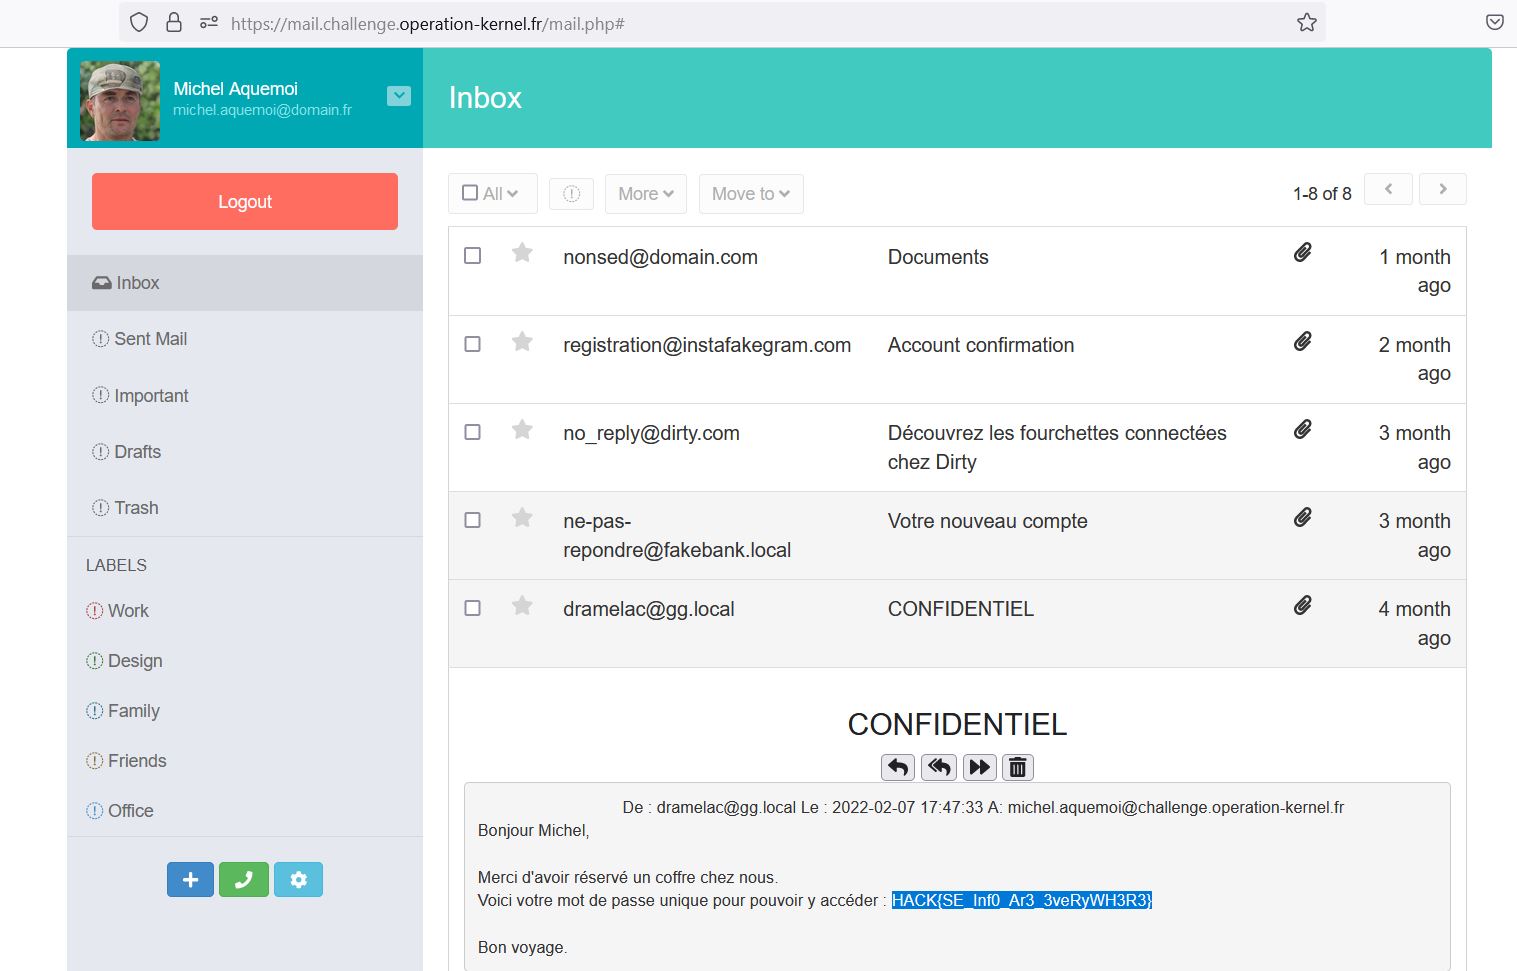 https://mail.challenge.operation-kernel.fr/mail.php#
Michel Aquemoi
michel.aquemoi@domain.fr
Inbox
Logout
Inbox
Sent Mail
Important
Drafts
Trash
LABELS
Work
Design
Family
Friends
Office
All
More
Move to
1-8 of 8
nonsed@domain.com Documents 1 month
ago
registration@instafakegram.com Account confirmation 2 month
ago
no_reply@dirty.com Découvrez les fourchettes connectées 3 month
chez Dirty ago
ne-pas- Votre nouveau compte 3 month
repondre@fakebank.local ago
dramelac@gg.local CONFIDENTIEL 4 month
ago
CONFIDENTIEL
De : dramelac@gg.local Le : 2022-02-07 17:47:33 A: michel.aquemoi@challenge.operation-kernel.fr
Bonjour Michel,
Merci d'avoir réservé un coffre chez nous.
Voici votre mot de passe unique pour pouvoir y accéder : HACK{SE_Inf0_Ar3_3veRyWH3R3}
Bon voyage.